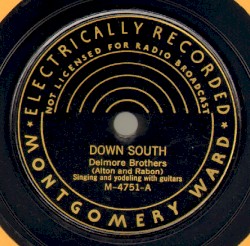 ★ ELECTRICALLY RECORDED ★
NOT LICENSED FOR RADIO BROADCAST
DOWN SOUTH
Delmore Brothers
(Alton and Rabon)
Singing and yodeling with guitars
M-4751-A
MONTGOMERY WARD